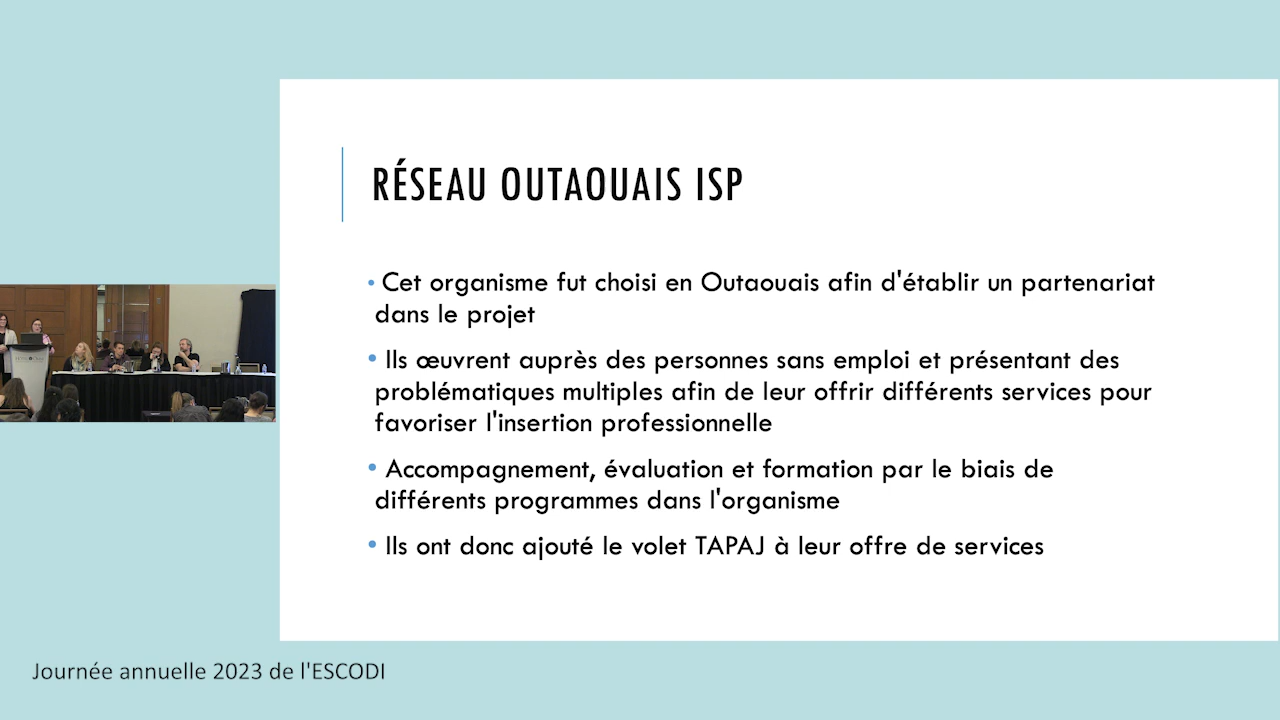 RÉSEAU OUTAOUAIS ISP
• Cet organisme fut choisi en Outaouais afin d'établir un partenariat
dans le projet
• Ils œuvrent auprès des personnes sans emploi et présentant des
problématiques multiples afin de leur offrir différents services pour
favoriser l'insertion professionnelle
• Accompagnement, évaluation et formation par le biais de
différents programmes dans l'organisme
• Ils ont donc ajouté le volet TAPAJ à leur offre de services
Journée annuelle 2023 de l'ESCODI